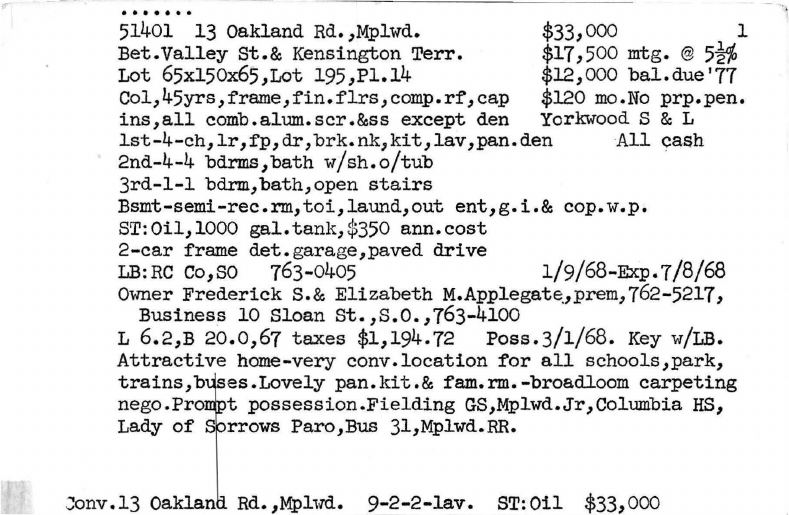 .......
51401 13 Oakland Rd.,Mplwd. $33,000 1
Bet.Valley St.& Kensington Terr. $17,500 mtg. @ 5½%
Lot 65x150x65,Lot 195,Pl.14 $12,000 bal.due'77
Col,45yrs,frame,fin.flrs,comp.rf,cap $120 mo.No prp.pen.
ins,all comb.alum.scr.&ss except den Yorkwood S & L
1st-4-ch,lr,fp,dr,brk.nk,kit,lav,pan.den All cash
2nd-4-4 bdrms,bath w/sh.o/tub
3rd-1-1 bdrm,bath,open stairs
Bsmt-semi-rec.rm,toi,laund,out ent,g.i.& cop.w.p.
ST:Oil,1000 gal.tank,$350 ann.cost
2-car frame det.garage,paved drive
LB:RC Co,SO 763-0405 1/9/68-Exp.7/8/68
Owner Frederick S.& Elizabeth M.Applegate,prem,762-5217,
Business 10 Sloan St.,S.O.,763-4100
L 6.2,B 20.0,67 taxes $1,194.72 Poss.3/1/68. Key w/LB.
Attractive home-very conv.location for all schools,park,
trains,buses.Lovely pan.kit.& fam.rm.-broadloom carpeting
nego.Prompt possession.Fielding GS,Mplwd.Jr,Columbia HS,
Lady of Sorrows Paro,Bus 31,Mplwd.RR.
Conv.13 Oakland Rd.,Mplwd. 9-2-2-lav. ST:Oil $33,000